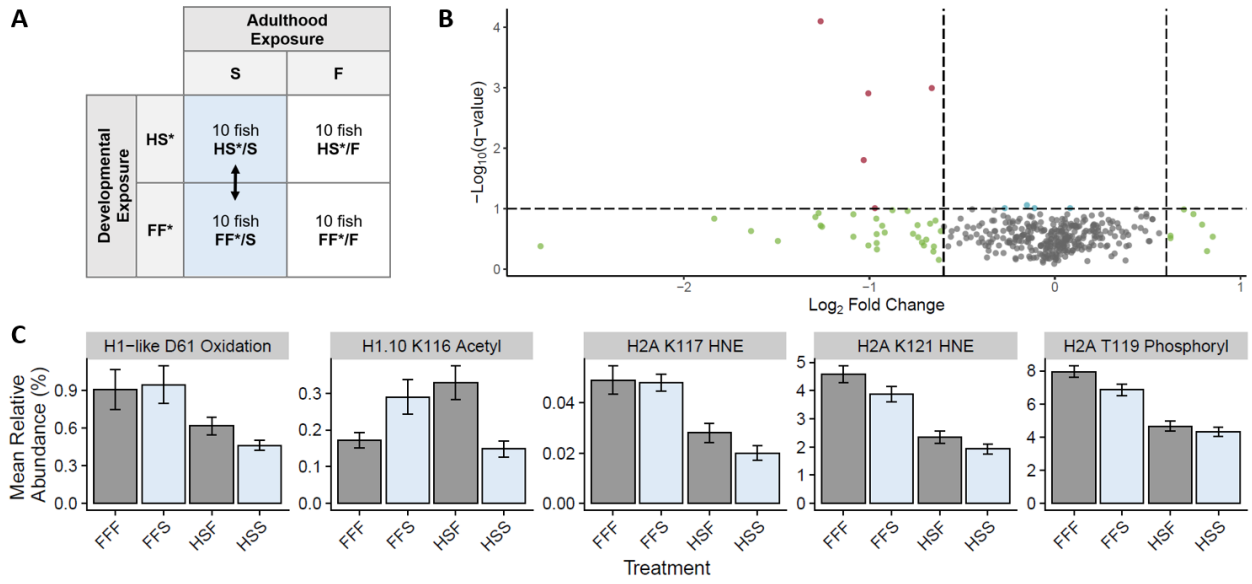 A
Adulthood
Exposure
S
F
Developmental
Exposure
HS*
10 fish
HS*/S
10 fish
HS*/F
FF*
10 fish
FF*/S
10 fish
FF*/F
B
−Log10(q−value)
4
3
2
1
0
−2
−1
0
1
Log2 Fold Change
C
Mean Relative
Abundance (%)
H1−like D61 Oxidation
0.9
0.6
0.3
0.0
FFF
FFS
HSF
HSS
H1.10 K116 Acetyl
0.3
0.2
0.1
0.0
FFF
FFS
HSF
HSS
H2A K117 HNE
0.04
0.02
0.00
FFF
FFS
HSF
HSS
H2A K121 HNE
5
4
3
2
1
0
FFF
FFS
HSF
HSS
H2A T119 Phosphoryl
8
6
4
2
0
FFF
FFS
HSF
HSS
Treatment